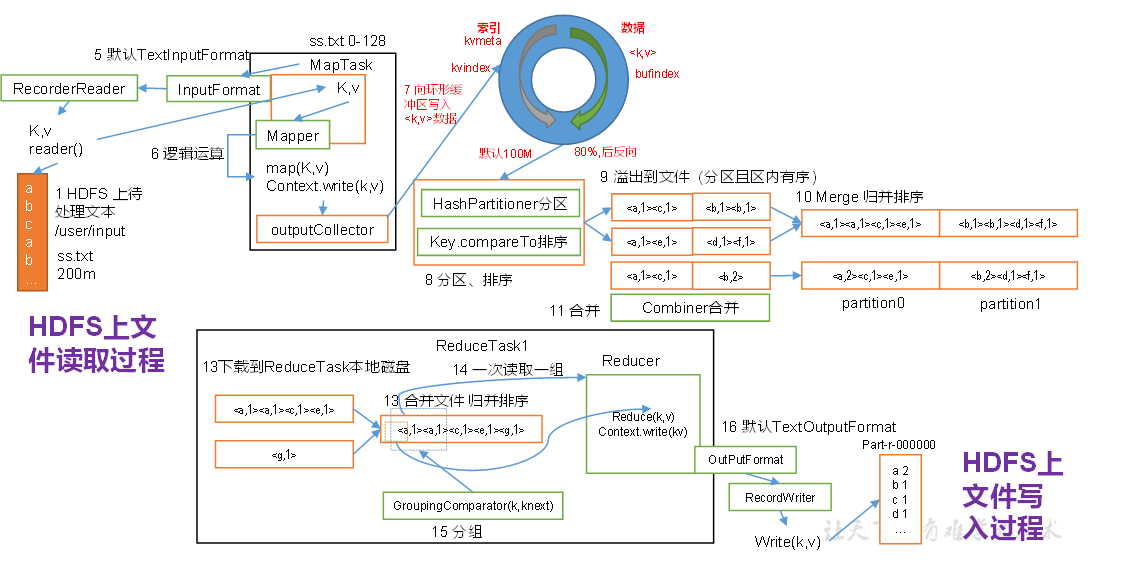 5 默认TextInputFormat
RecorderReader
InputFormat
K,v
reader()
a
b
c
a
b
...
1 HDFS 上待
处理文本
/user/input
ss.txt
200m
HDFS上文
件读取过程
ss.txt 0-128
MapTask
K,v
Mapper
6 逻辑运算
map(K,v)
Context.write(k,v)
outputCollector
7 向环形缓
冲区写入
<k,v>数据
索引
kvmeta
kvindex
数据
<k,v>
bufindex
默认100M
80%,后反向
HashPartitioner分区
Key.compareTo排序
8 分区、排序
9 溢出到文件（分区且区内有序）
<a,1><c,1>
<b,1><b,1>
<a,1><e,1>
<d,1><f,1>
<a,1><c,1>
<b,2>
11 合并
Combiner合并
10 Merge 归并排序
<a,1><a,1><c,1><e,1>
<b,1><b,1><d,1><f,1>
<a,2><c,1><e,1>
<b,2><d,1><f,1>
partition0
partition1
ReduceTask1
13下载到ReduceTask本地磁盘
<a,1><a,1><c,1><e,1>
<g,1>
13 合并文件 归并排序
<a,1><a,1><c,1><e,1><g,1>
14 一次读取一组
GroupingComparator(k,knext)
15 分组
Reducer
Reduce(k,v)
Context.write(kv)
16 默认TextOutputFormat
OutPutFormat
RecordWriter
Write(k,v)
Part-r-000000
a 2
b 1
c 1
d 1
...
HDFS上
文件写
入过程